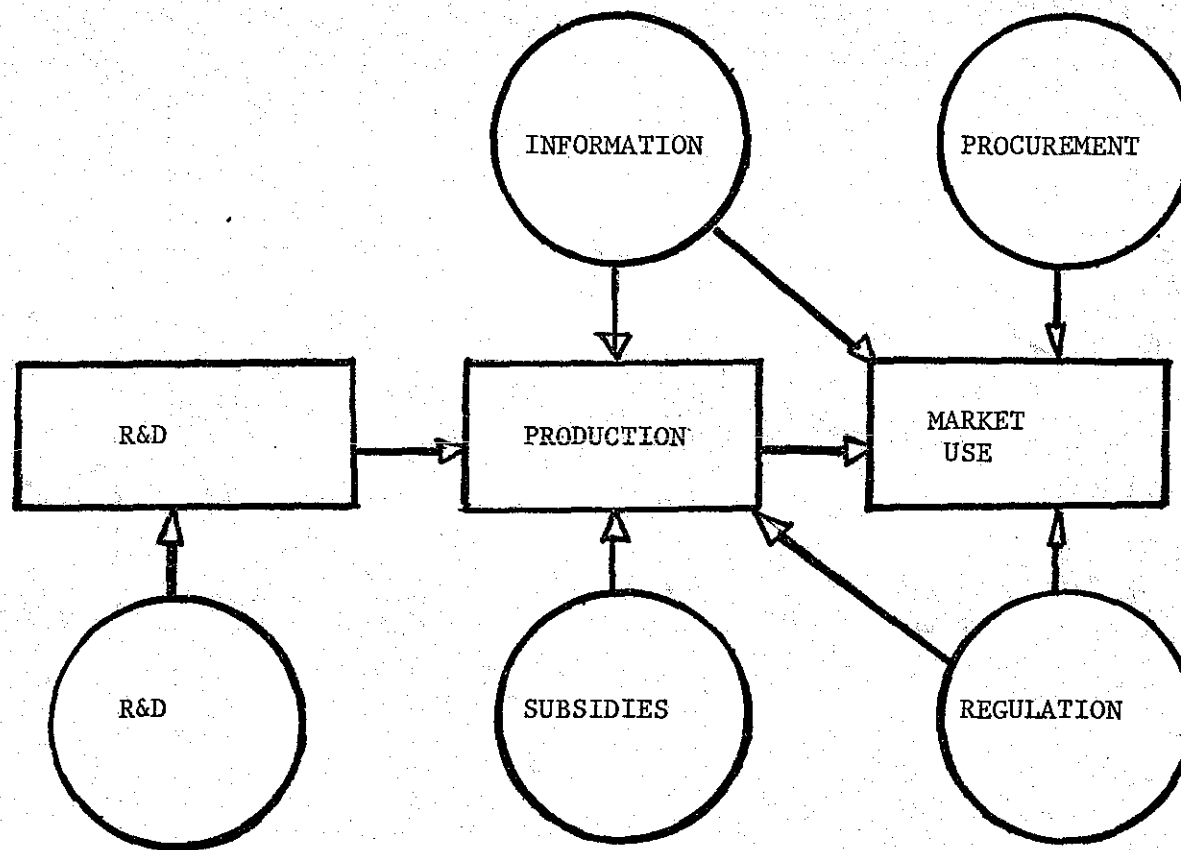 INFORMATION
PROCUREMENT
R&D
PRODUCTION
MARKET
USE
R&D
SUBSIDIES
REGULATION